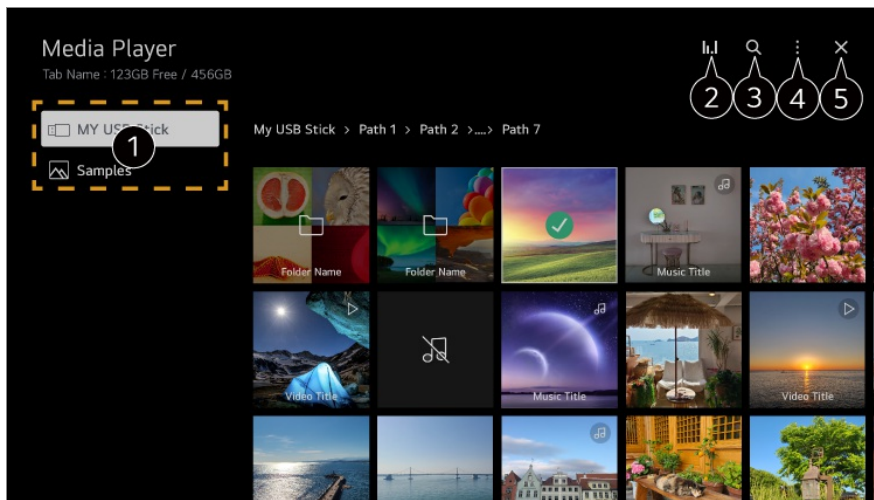 Media Player
Tab Name : 123GB Free / 456GB
2 3 4 5
MY USB Stick
1
Samples
My USB Stick > Path 1 > Path 2 >....> Path 7
Folder Name
Folder Name
Music Title
Video Title
Music Title
Video Title